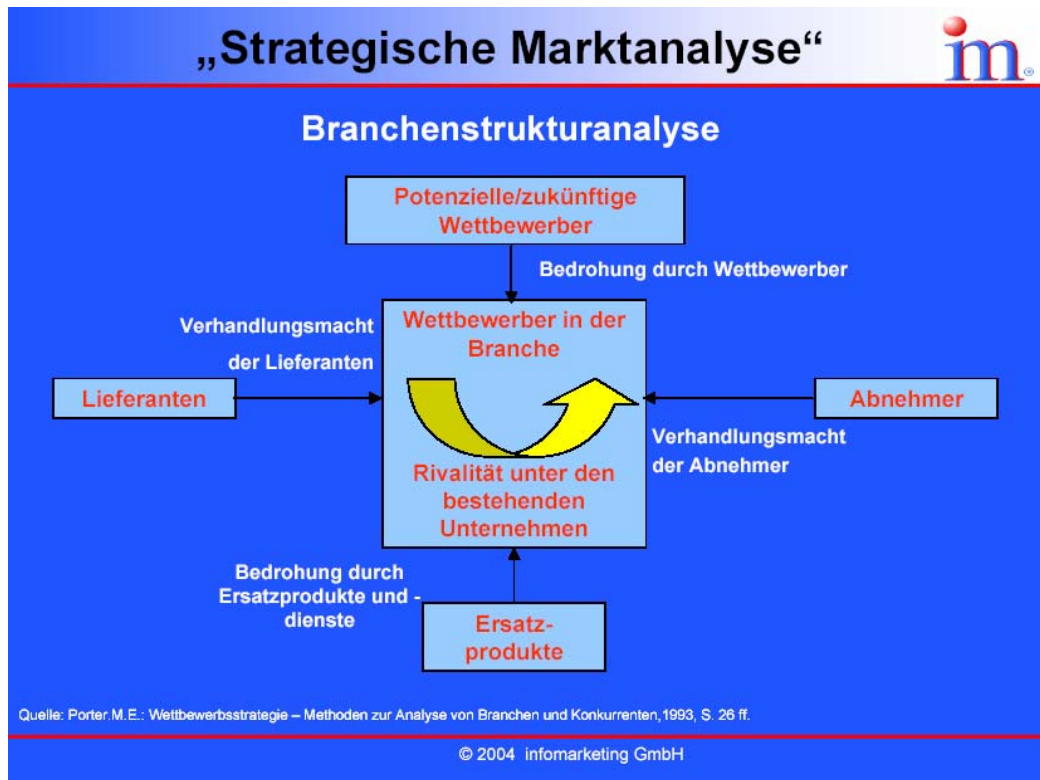 „Strategische Marktanalyse“
im®
Branchenstrukturanalyse
Potenzielle/zukünftige
Wettbewerber
Bedrohung durch Wettbewerber
Verhandlungsmacht
der Lieferanten
Wettbewerber in der
Branche
Lieferanten
Abnehmer
Verhandlungsmacht
der Abnehmer
Rivalität unter den
bestehenden
Unternehmen
Bedrohung durch
Ersatzprodukte und -
dienste
Ersatz-
produkte
Quelle: Porter.M.E.: Wettbewerbsstrategie – Methoden zur Analyse von Branchen und Konkurrenten,1993, S. 26 ff.
© 2004 infomarketing GmbH